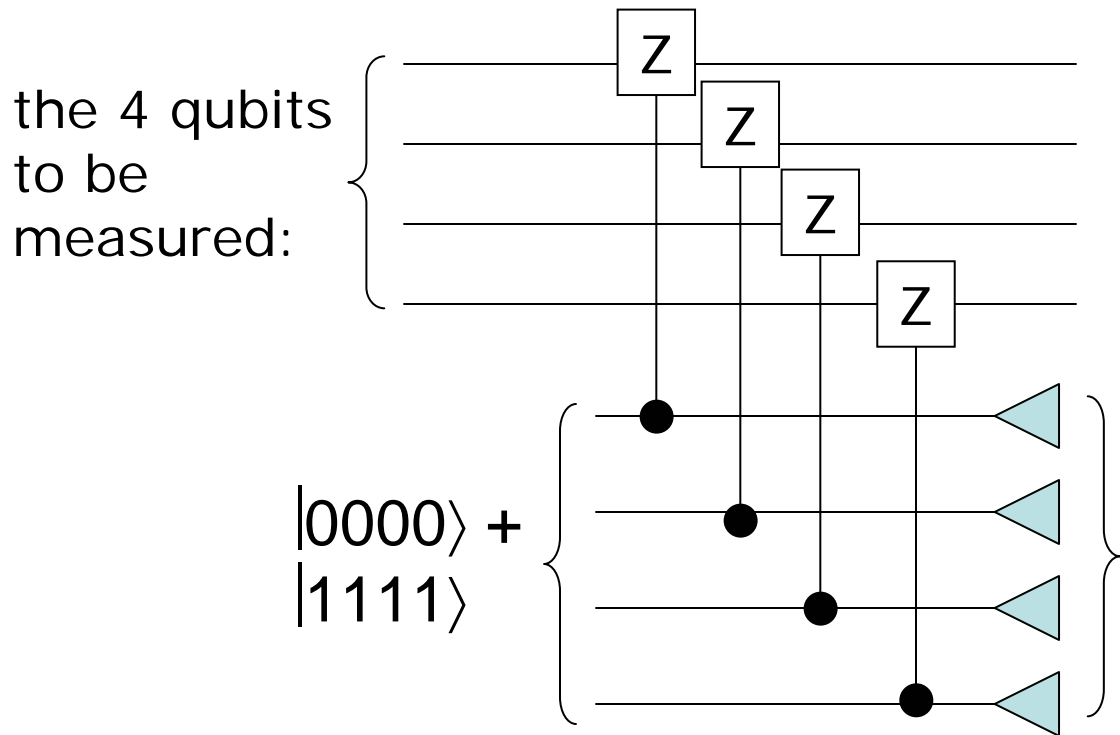 Z
Z
the 4 qubits
to be
measured:
Z
Z
|0000⟩ +
|1111⟩